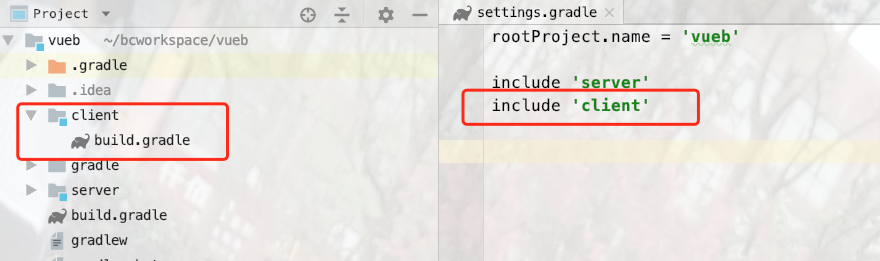 Project
vueb ~/bcworkspace/vueb
.gradle
.idea
client
build.gradle
gradle
server
build.gradle
gradlew
settings.gradle
rootProject.name = 'vueb'
include 'server'
include 'client'